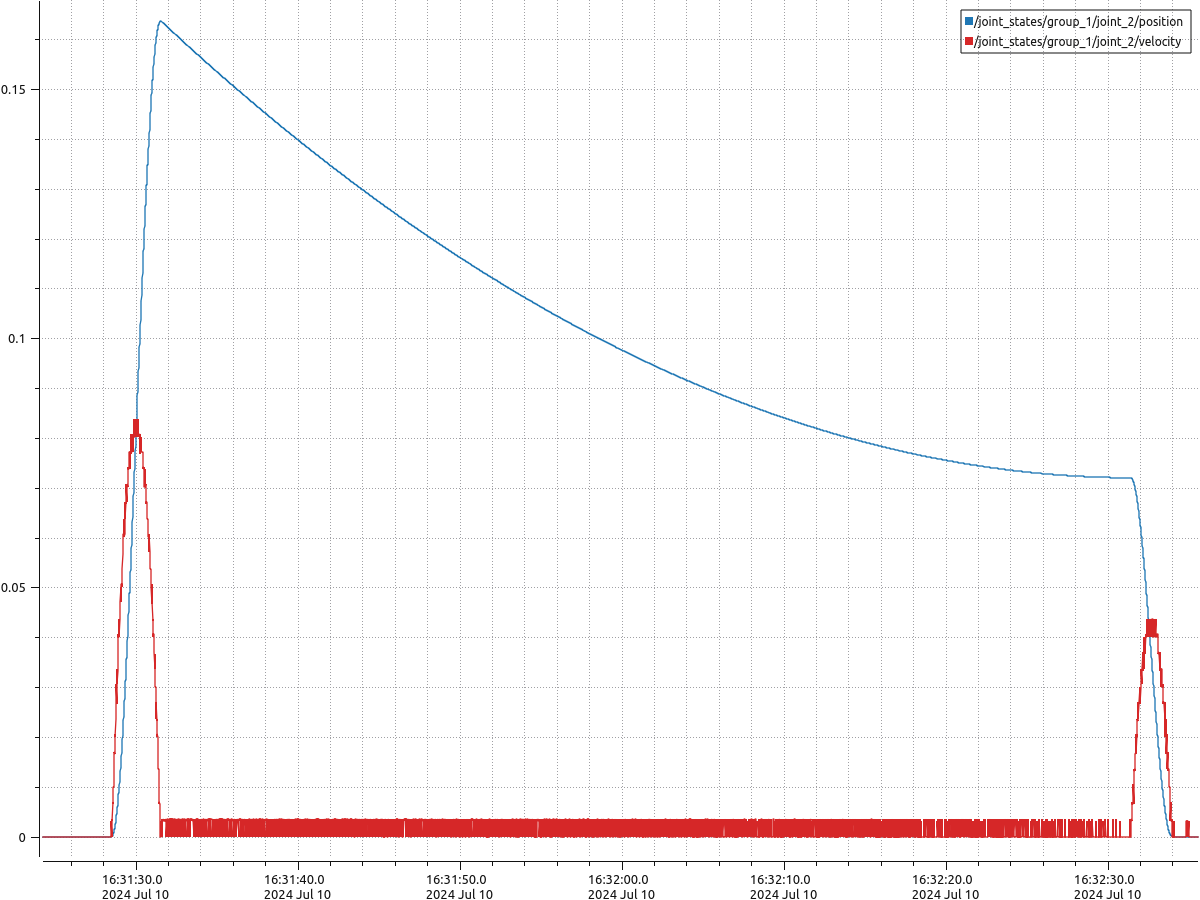 /joint_states/group_1/joint_2/position
/joint_states/group_1/joint_2/velocity
0.15
0.1
0.05
0
16:31:30.0
2024 Jul 10
16:31:40.0
2024 Jul 10
16:31:50.0
2024 Jul 10
16:32:00.0
2024 Jul 10
16:32:10.0
2024 Jul 10
16:32:20.0
2024 Jul 10
16:32:30.0
2024 Jul 10